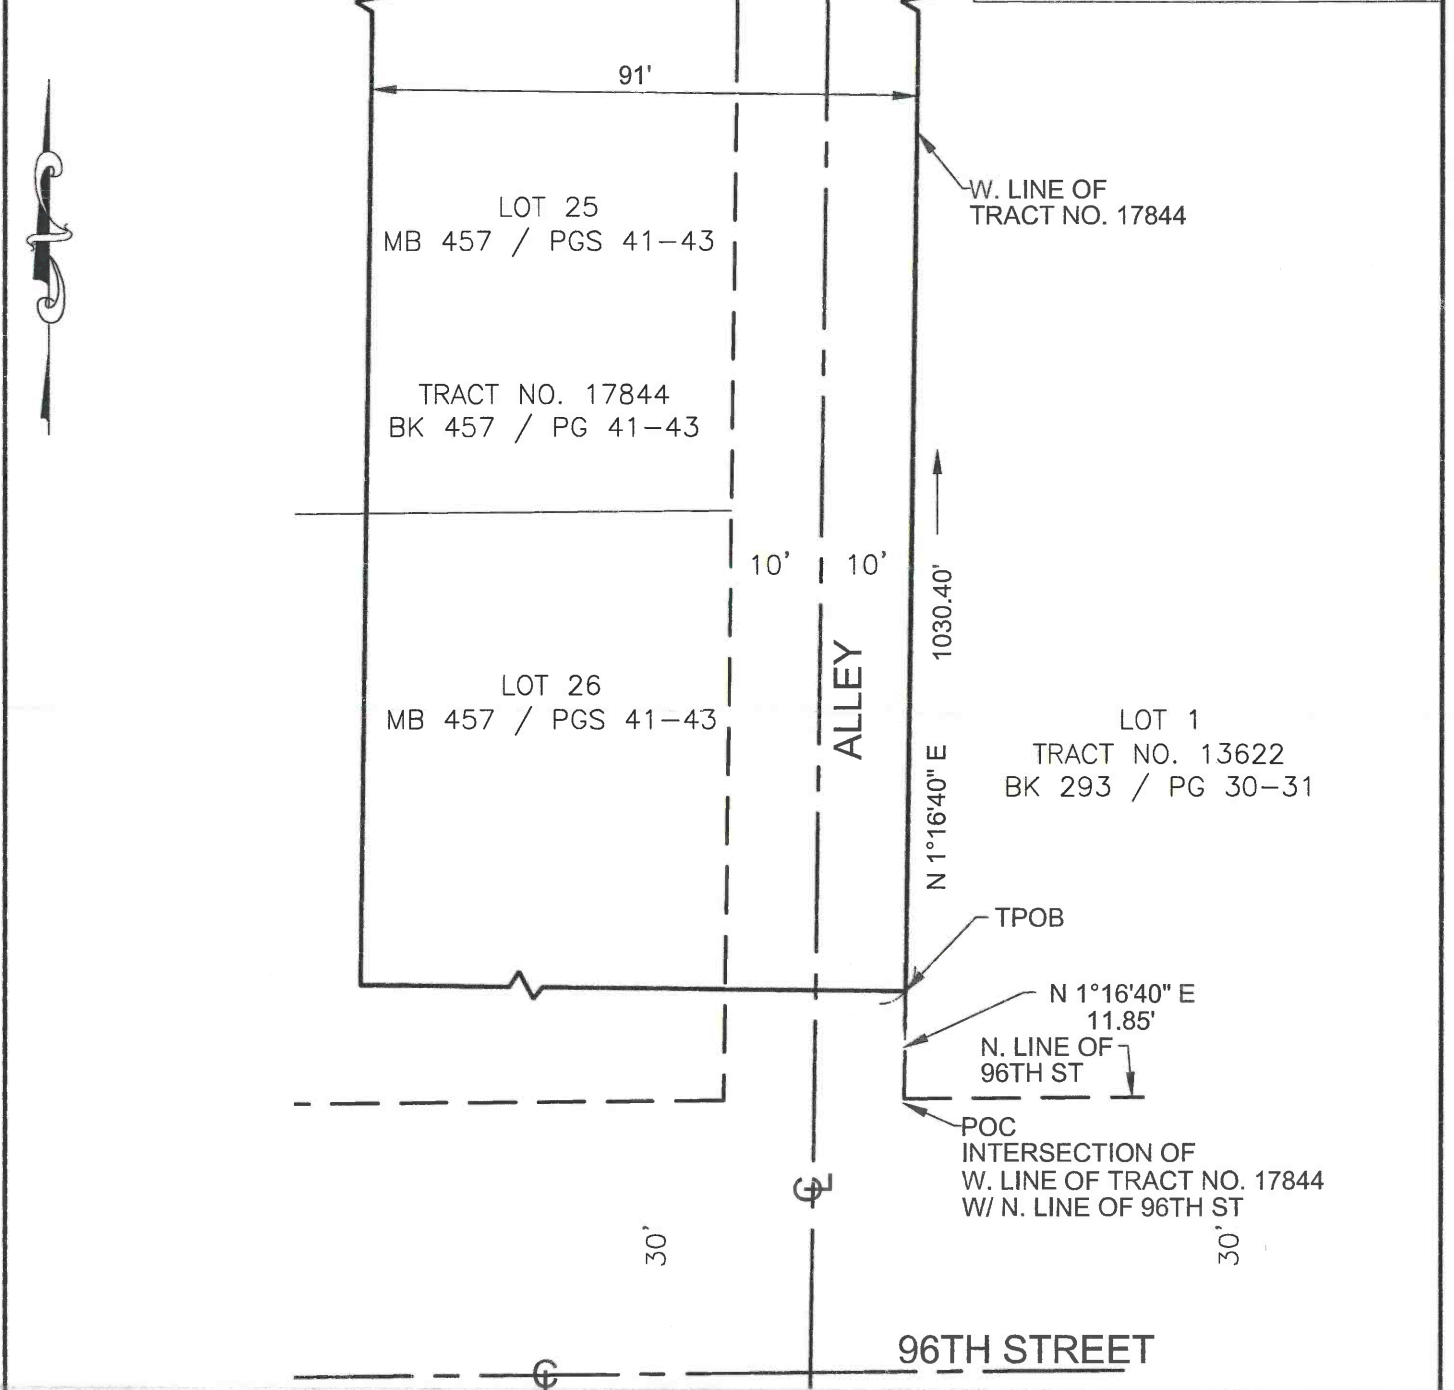 91'
W. LINE OF
TRACT NO. 17844
LOT 25
MB 457 / PGS 41-43
TRACT NO. 17844
BK 457 / PG 41-43
10'
10'
1030.40'
ALLEY
LOT 26
MB 457 / PGS 41-43
LOT 1
TRACT NO. 13622
BK 293 / PG 30-31
N 1°16'40" E
TPOB
N 1°16'40" E
11.85'
N. LINE OF
96TH ST
POC
INTERSECTION OF
W. LINE OF TRACT NO. 17844
W/ N. LINE OF 96TH ST
℄
30'
30'
96TH STREET
℄